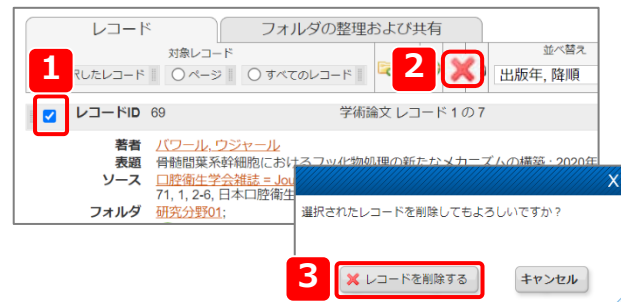 レコード
フォルダの整理および共有
対象レコード
並べ替え
1
2
したレコード
ページ
すべてのレコード
出版年, 降順
レコードID 69
学術論文 レコード 1 の 7
著者 パワール, ウジャール
表題 骨髄間葉系幹細胞におけるフッ化物処理の新たなメカニズムの構築 : 2020年
ソース 口腔衛生学会雑誌 = Jou
71, 1, 2-6, 日本口腔衛生
フォルダ 研究分野01;
X
選択されたレコードを削除してもよろしいですか？
3
レコードを削除する
キャンセル